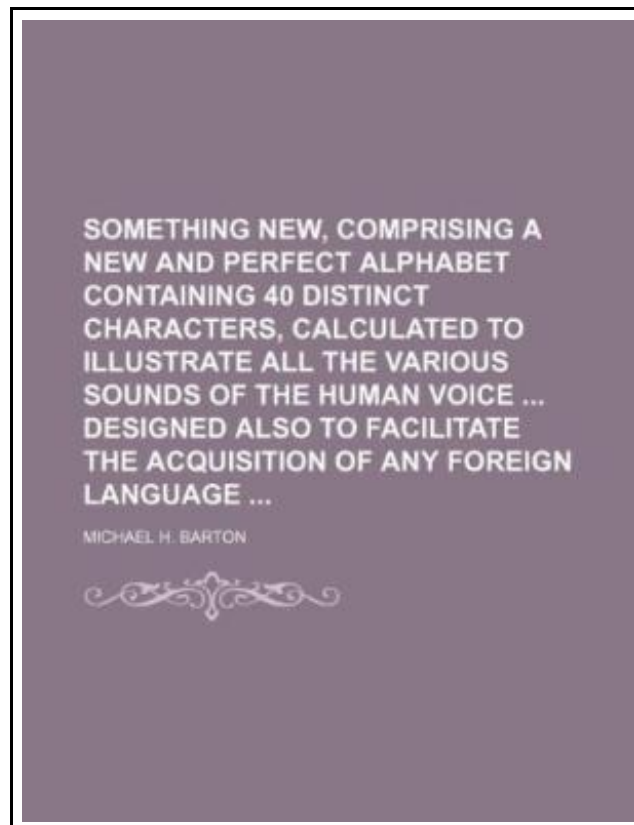 SOMETHING NEW, COMPRISING A
NEW AND PERFECT ALPHABET
CONTAINING 40 DISTINCT
CHARACTERS, CALCULATED TO
ILLUSTRATE ALL THE VARIOUS
SOUNDS OF THE HUMAN VOICE ...
DESIGNED ALSO TO FACILITATE
THE ACQUISITION OF ANY FOREIGN
LANGUAGE ...
MICHAEL H. BARTON